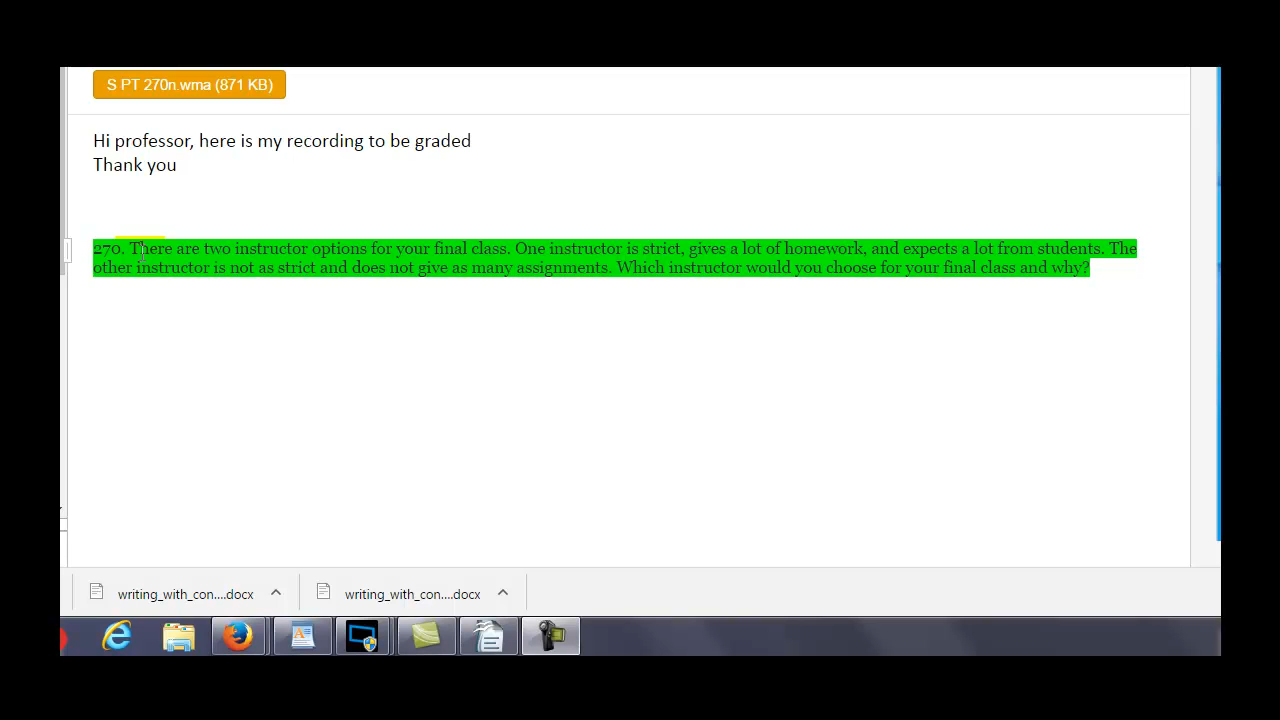 S PT 270n.wma (871 KB)
Hi professor, here is my recording to be graded
Thank you
270. There are two instructor options for your final class. One instructor is strict, gives a lot of homework, and expects a lot from students. The
other instructor is not as strict and does not give as many assignments. Which instructor would you choose for your final class and why?
writing_with_con....docx
writing_with_con....docx